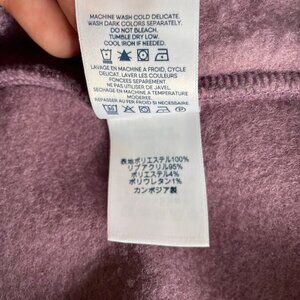 MACHINE WASH COLD DELICATE.
WASH DARK COLORS SEPARATELY.
DO NOT BLEACH.
TUMBLE DRY LOW.
COOL IRON IF NEEDED.
LAVAGE EN MACHINE A FROID, CYCLE
DELICAT. LAVER LES COULEURS
FONCEES SEPAREMENT.
NE PAS UTILISER DE JAVEL.
SECHAGE EN MACHINE A TEMPERATURE
MODEREE.
REPASSAGE FROID SI NECESSAIRE
表地ポリエステル100%
リブアクリル95%
ポリエステル4%
ポリウレタン1%
カンボジア製